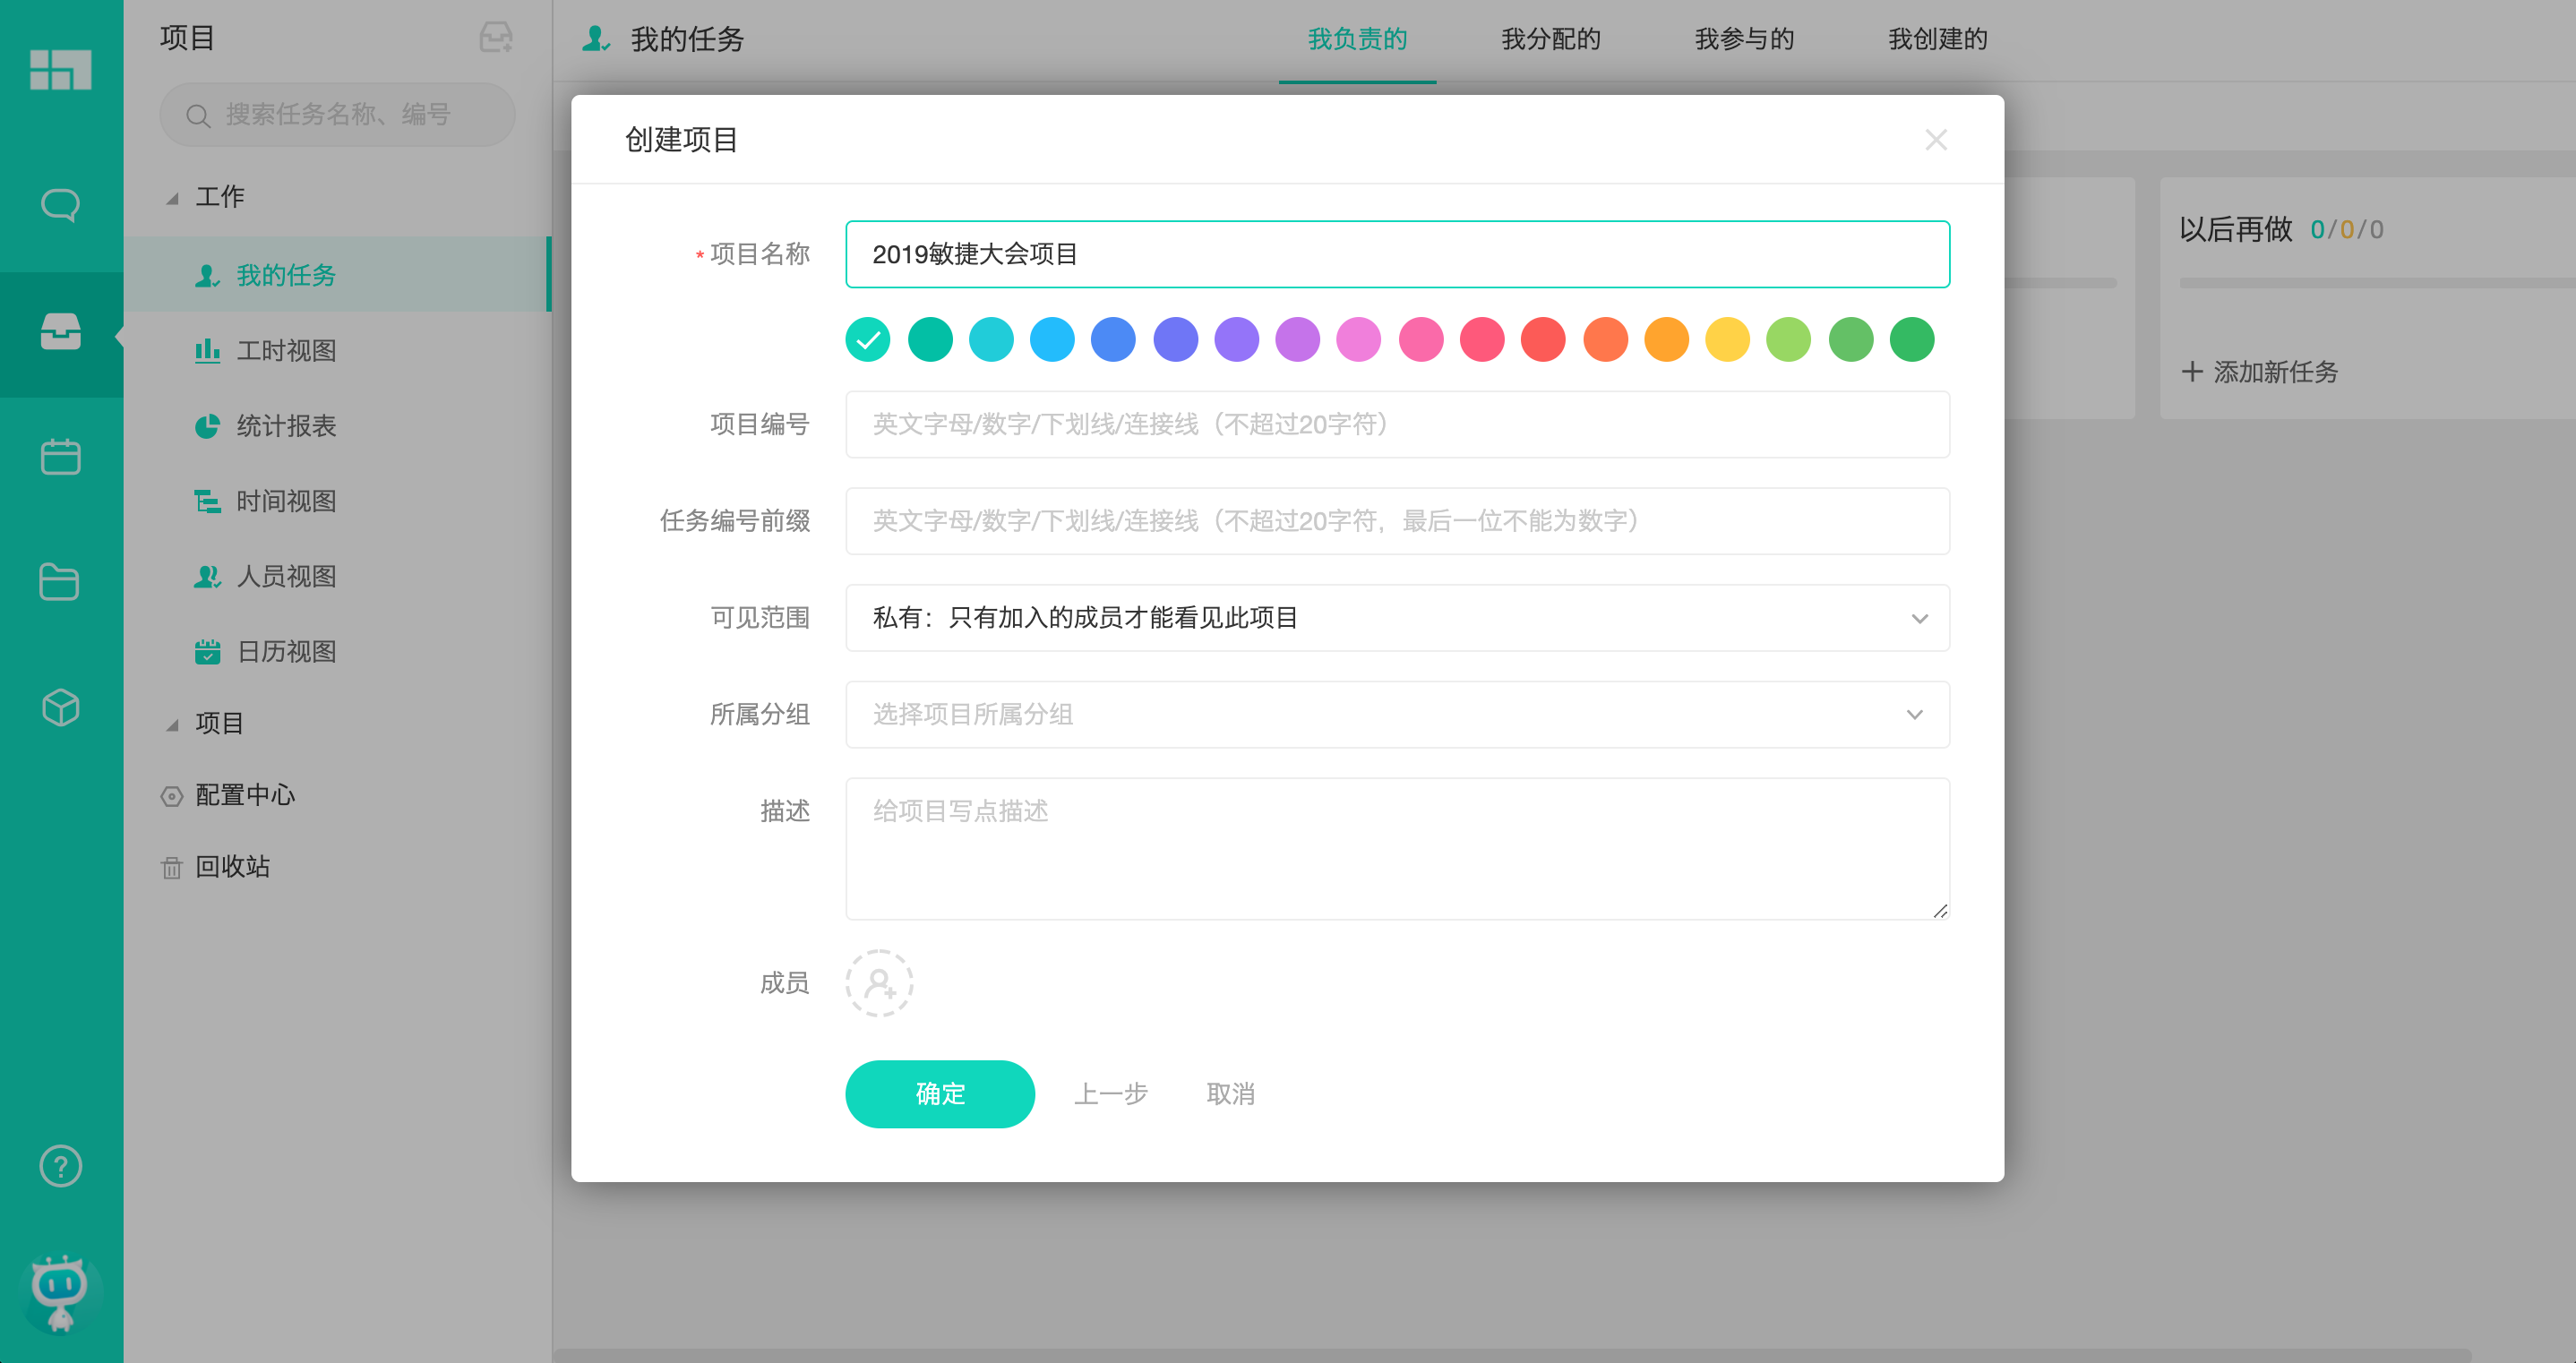 项目
搜索任务名称、编号
工作
我的任务
工时视图
统计报表
时间视图
人员视图
日历视图
项目
配置中心
回收站
我的任务
我负责的
我分配的
我参与的
我创建的
以后再做 0/0/0
+ 添加新任务
创建项目
* 项目名称 2019敏捷大会项目
项目编号 英文字母/数字/下划线/连接线（不超过20字符）
任务编号前缀 英文字母/数字/下划线/连接线（不超过20字符，最后一位不能为数字）
可见范围 私有：只有加入的成员才能看见此项目
所属分组 选择项目所属分组
描述 给项目写点描述
成员
确定 上一步 取消